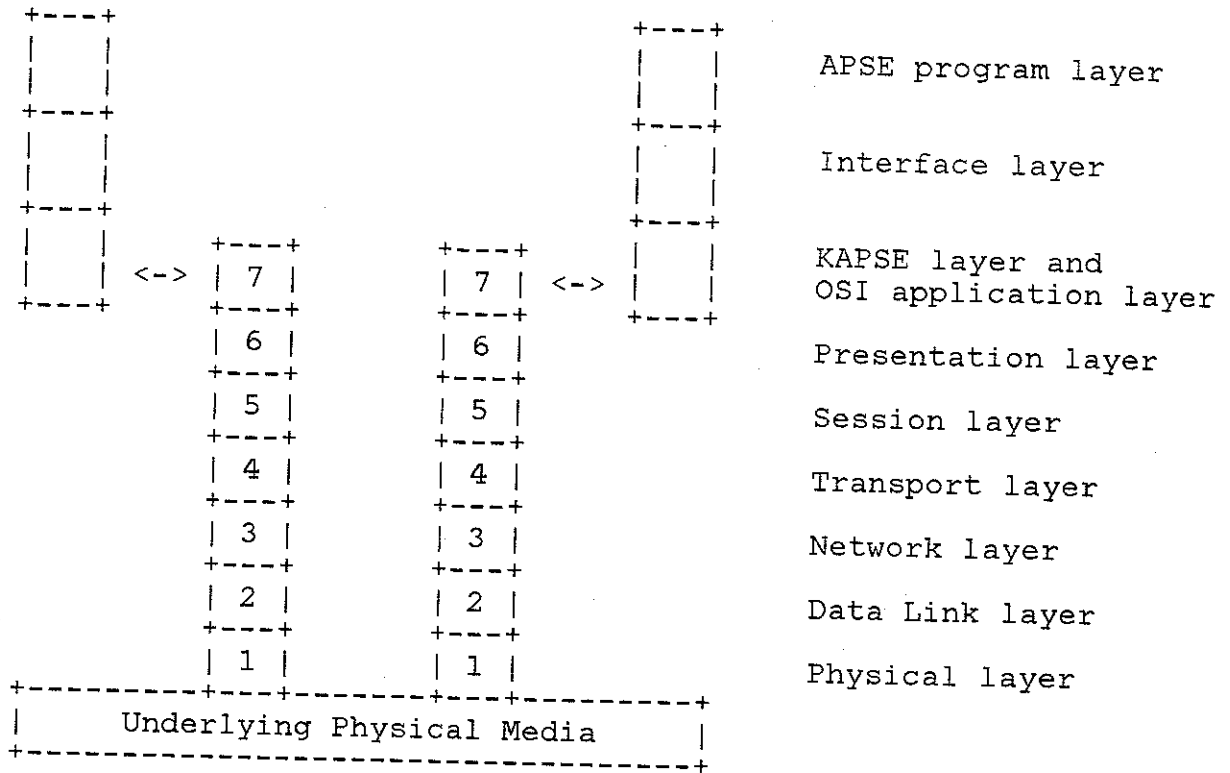 APSE program layer
Interface layer
<-> 7 7 <-> KAPSE layer and
OSI application layer
6 6 Presentation layer
5 5 Session layer
4 4 Transport layer
3 3 Network layer
2 2 Data Link layer
1 1 Physical layer
Underlying Physical Media